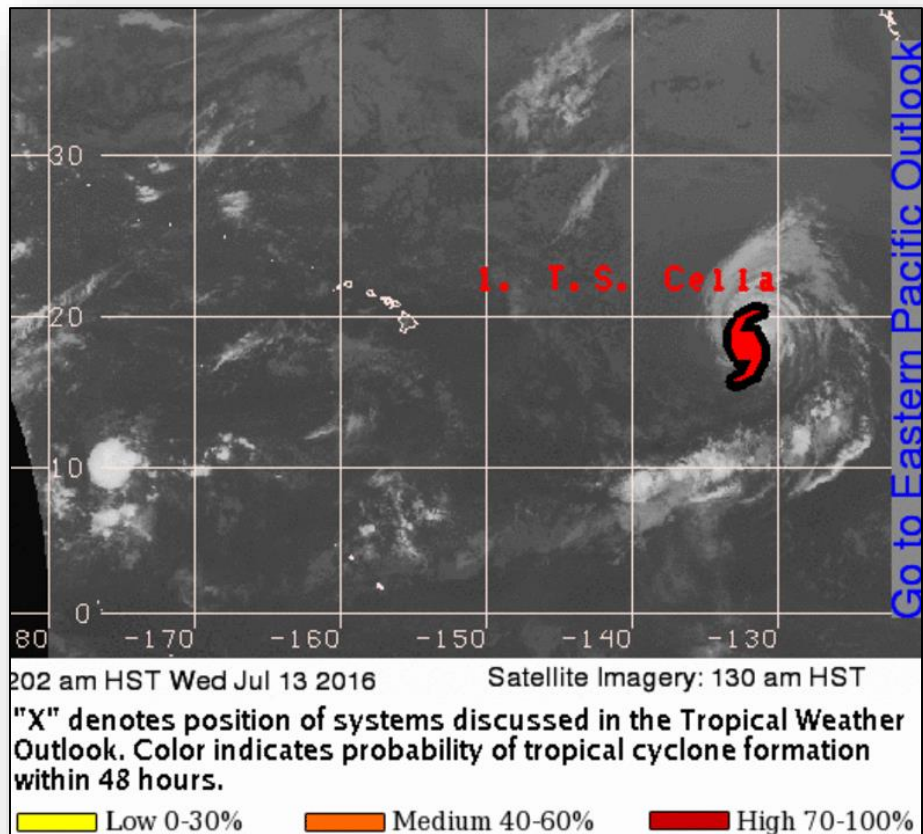 30
1. T.S. Celia
20
10
0
80 -170 -160 -150 -140 -130
Go to Eastern Pacific Outlook
202 am HST Wed Jul 13 2016 Satellite Imagery: 130 am HST
"X" denotes position of systems discussed in the Tropical Weather
Outlook. Color indicates probability of tropical cyclone formation
within 48 hours.
Low 0-30% Medium 40-60% High 70-100%